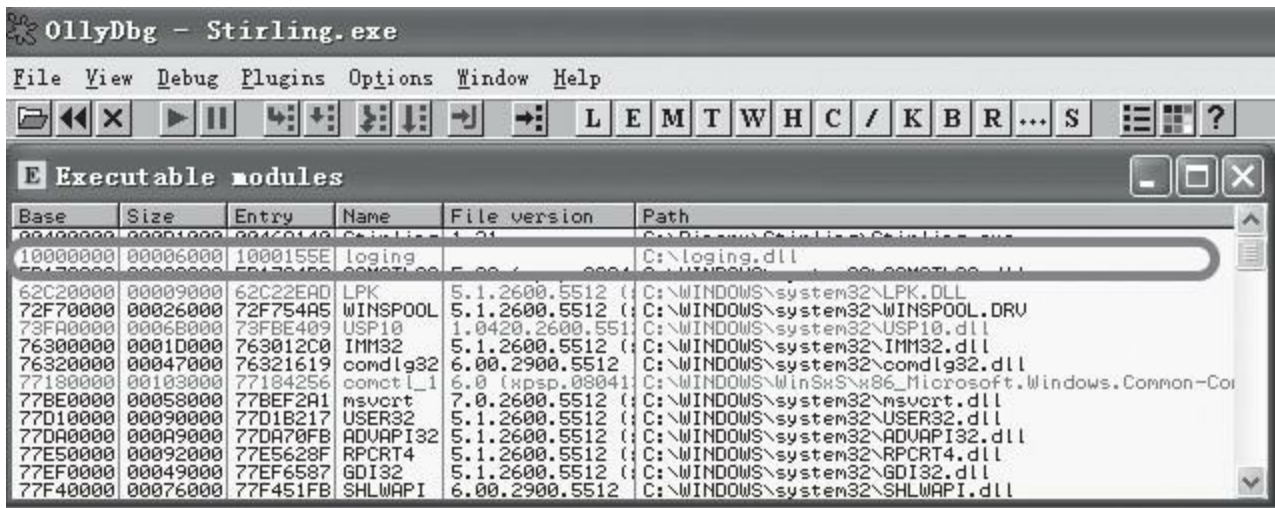 OllyDbg - Stirling.exe
File View Debug Plugins Options Window Help
L E M T W H C / K B R ... S ?
E Executable modules
Base Size Entry Name File version Path
10000000 00006000 1000155E loging C:\loging.dll
62C20000 00009000 62C22EAD LPK 5.1.2600.5512 (: C:\WINDOWS\system32\LPK.DLL
72F70000 00026000 72F754A5 WINSPOOL 5.1.2600.5512 (: C:\WINDOWS\system32\WINSPOOL.DRV
73FA0000 0006B000 73FBE409 USP10 1.0420.2600.551: C:\WINDOWS\system32\USP10.dll
76300000 0001D000 763012C0 IMM32 5.1.2600.5512 (: C:\WINDOWS\system32\IMM32.dll
76320000 00047000 76321619 comdlg32 6.00.2900.5512 C:\WINDOWS\system32\comdlg32.dll
77180000 00103000 77184256 comctl_1 6.0 (xpsp.08041: C:\WINDOWS\WinSxS\x86_Microsoft.Windows.Common-Cor
77BE0000 00058000 77BEF2A1 msvcrt 7.0.2600.5512 (: C:\WINDOWS\system32\msvcrt.dll
77D10000 00090000 77D1B217 USER32 5.1.2600.5512 (: C:\WINDOWS\system32\USER32.dll
77DA0000 000A9000 77DA70FB ADVAPI32 5.1.2600.5512 (: C:\WINDOWS\system32\ADVAPI32.dll
77E50000 00092000 77E5628F RPCRT4 5.1.2600.5512 (: C:\WINDOWS\system32\RPCRT4.dll
77EF0000 00049000 77EF6587 GDI32 5.1.2600.5512 (: C:\WINDOWS\system32\GDI32.dll
77F40000 00076000 77F451FB SHLWAPI 6.00.2900.5512 C:\WINDOWS\system32\SHLWAPI.dll